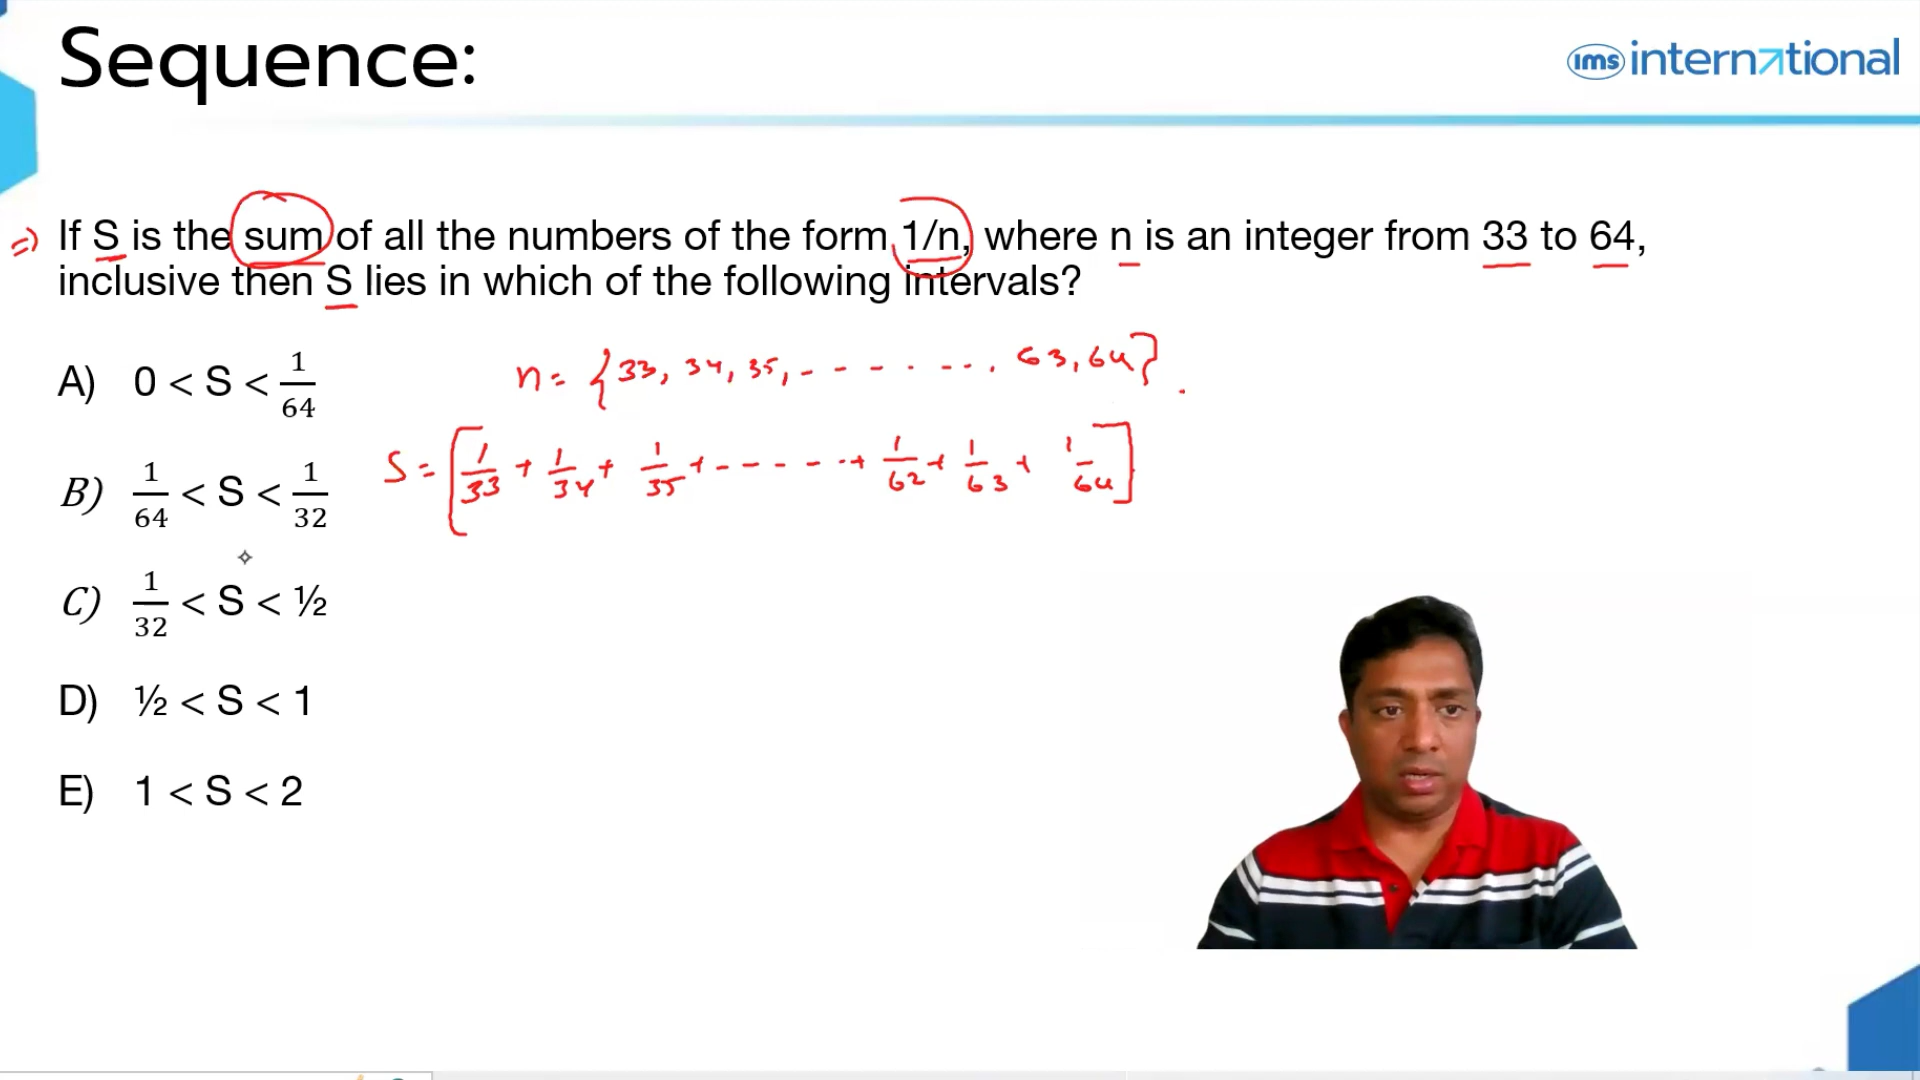 Sequence:
ims international
=) If S is the sum of all the numbers of the form 1/n, where n is an integer from 33 to 64,
inclusive then S lies in which of the following intervals?
n = {33, 34, 35, - - - - - - - . 63, 64} .
A) 0 < S < 1/64
S = [1/33 + 1/34 + 1/35 + - - - - - + 1/62 + 1/63 + 1/64]
B) 1/64 < S < 1/32
C) 1/32 < S < ½
D) ½ < S < 1
E) 1 < S < 2